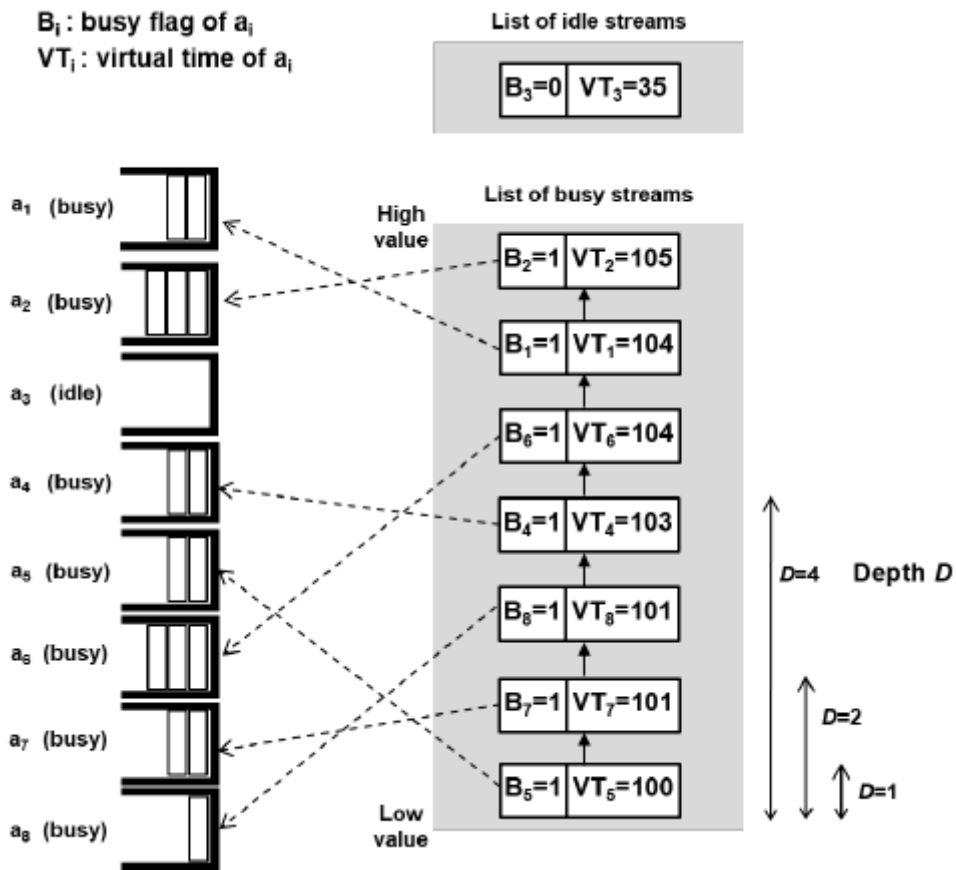 Bᵢ : busy flag of aᵢ
VTᵢ : virtual time of aᵢ
List of idle streams
B₃=0 VT₃=35
List of busy streams
High
value
a₁ (busy)
a₂ (busy)
a₃ (idle)
a₄ (busy)
a₅ (busy)
a₆ (busy)
a₇ (busy)
a₈ (busy)
B₂=1 VT₂=105
B₁=1 VT₁=104
B₆=1 VT₆=104
B₄=1 VT₄=103
B₈=1 VT₈=101
B₇=1 VT₇=101
B₅=1 VT₅=100
Low
value
D=4
Depth D
D=2
D=1